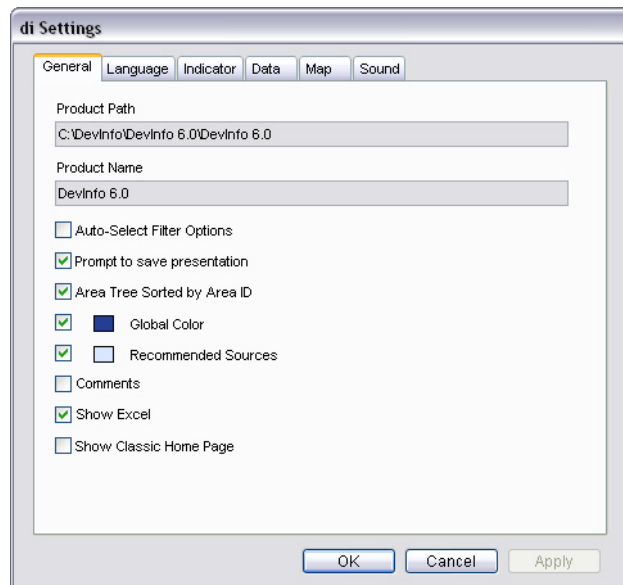 di Settings
General Language Indicator Data Map Sound
Product Path
C:\DevInfo\DevInfo 6.0\DevInfo 6.0
Product Name
DevInfo 6.0
Auto-Select Filter Options
Prompt to save presentation
Area Tree Sorted by Area ID
Global Color
Recommended Sources
Comments
Show Excel
Show Classic Home Page
OK Cancel Apply